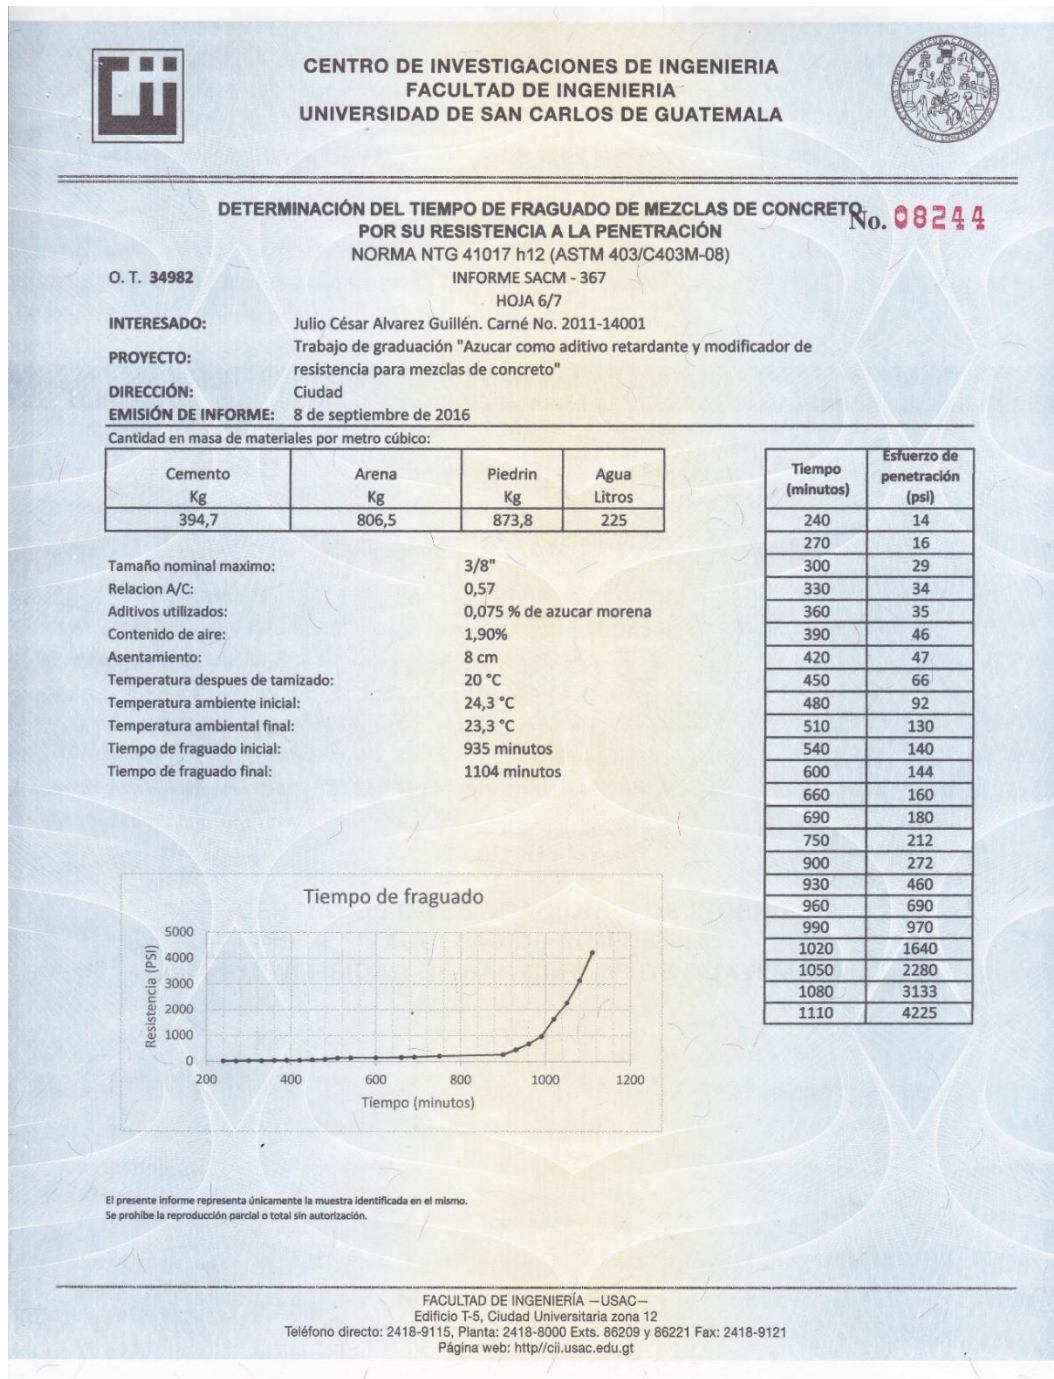 cii
CENTRO DE INVESTIGACIONES DE INGENIERIA
FACULTAD DE INGENIERIA
UNIVERSIDAD DE SAN CARLOS DE GUATEMALA
DETERMINACIÓN DEL TIEMPO DE FRAGUADO DE MEZCLAS DE CONCRETO
No. 08244
POR SU RESISTENCIA A LA PENETRACIÓN
NORMA NTG 41017 h12 (ASTM 403/C403M-08)
O. T. 34982 INFORME SACM - 367
HOJA 6/7
INTERESADO: Julio César Alvarez Guillén. Carné No. 2011-14001
PROYECTO: Trabajo de graduación "Azucar como aditivo retardante y modificador de
resistencia para mezclas de concreto"
DIRECCIÓN: Ciudad
EMISIÓN DE INFORME: 8 de septiembre de 2016
Cantidad en masa de materiales por metro cúbico:
Cemento Arena Piedrin Agua
Kg Kg Kg Litros
394,7 806,5 873,8 225
Tamaño nominal maximo: 3/8"
Relacion A/C: 0,57
Aditivos utilizados: 0,075 % de azucar morena
Contenido de aire: 1,90%
Asentamiento: 8 cm
Temperatura despues de tamizado: 20 °C
Temperatura ambiente inicial: 24,3 °C
Temperatura ambiental final: 23,3 °C
Tiempo de fraguado inicial: 935 minutos
Tiempo de fraguado final: 1104 minutos
Tiempo Esfuerzo de
(minutos) penetración
(psi)
240 14
270 16
300 29
330 34
360 35
390 46
420 47
450 66
480 92
510 130
540 140
600 144
660 160
690 180
750 212
900 272
930 460
960 690
990 970
1020 1640
1050 2280
1080 3133
1110 4225
Tiempo de fraguado
Resistencia (PSI)
5000
4000
3000
2000
1000
0
200 400 600 800 1000 1200
Tiempo (minutos)
El presente informe representa únicamente la muestra identificada en el mismo.
Se prohibe la reproducción parcial o total sin autorización.
FACULTAD DE INGENIERÍA —USAC—
Edificio T-5, Ciudad Universitaria zona 12
Teléfono directo: 2418-9115, Planta: 2418-8000 Exts. 86209 y 86221 Fax: 2418-9121
Página web: http//cii.usac.edu.gt